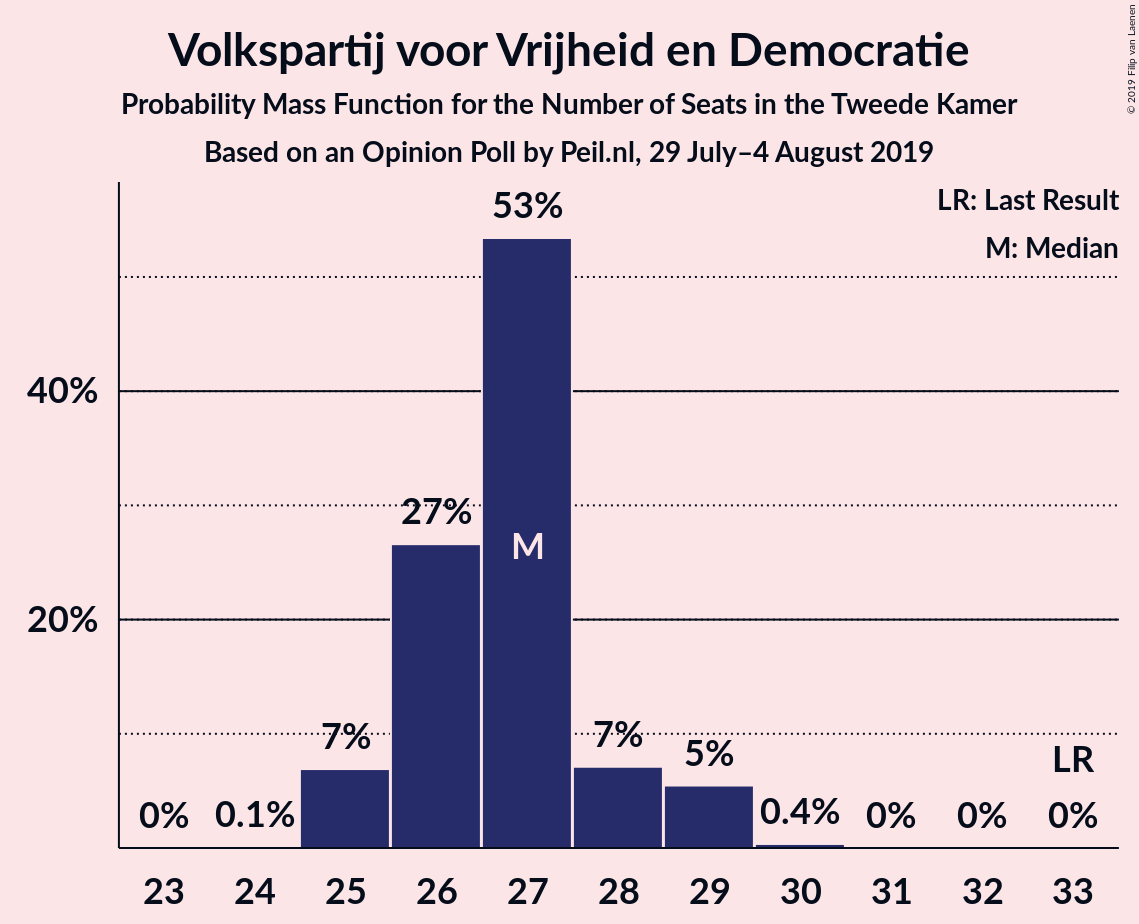 Volkspartij voor Vrijheid en Democratie
Probability Mass Function for the Number of Seats in the Tweede Kamer
Based on an Opinion Poll by Peil.nl, 29 July–4 August 2019
© 2019 Filip van Laenen
LR: Last Result
M: Median
53%
40%
27%
M
20%
7%
7%
5%
LR
0%
0.1%
0.4%
0%
0%
0%
23 24 25 26 27 28 29 30 31 32 33